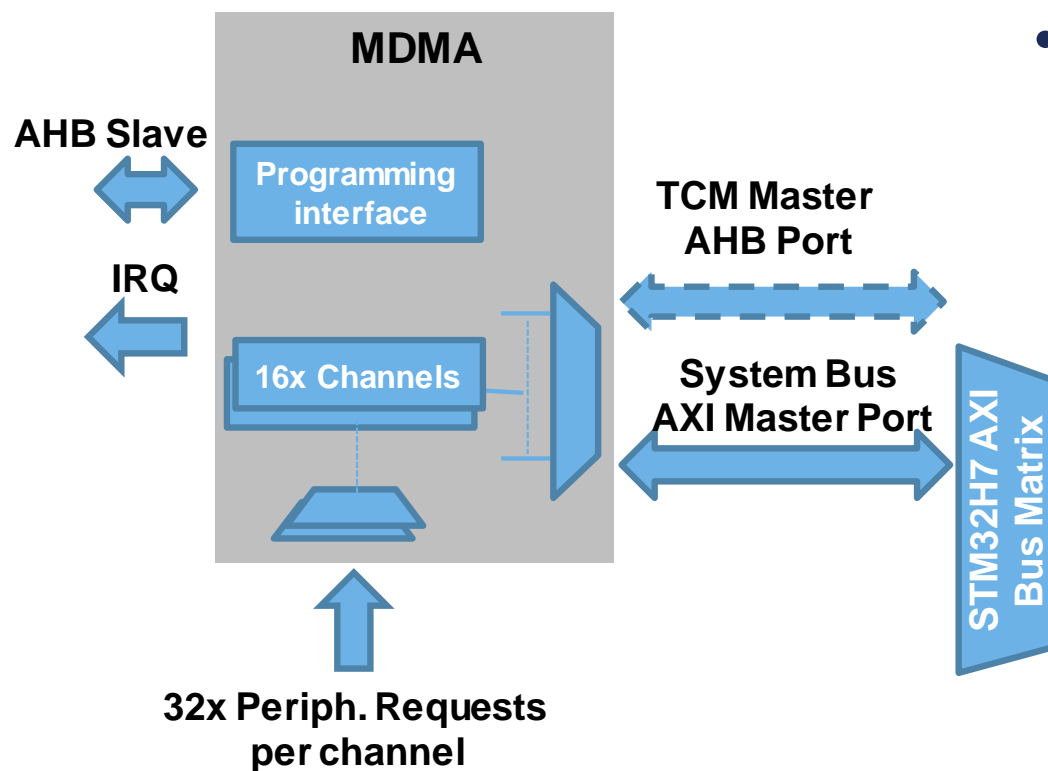 MDMA
AHB Slave
Programming
interface
TCM Master
AHB Port
IRQ
16x Channels
System Bus
AXI Master Port
STM32H7 AXI
Bus Matrix
32x Periph. Requests
per channel